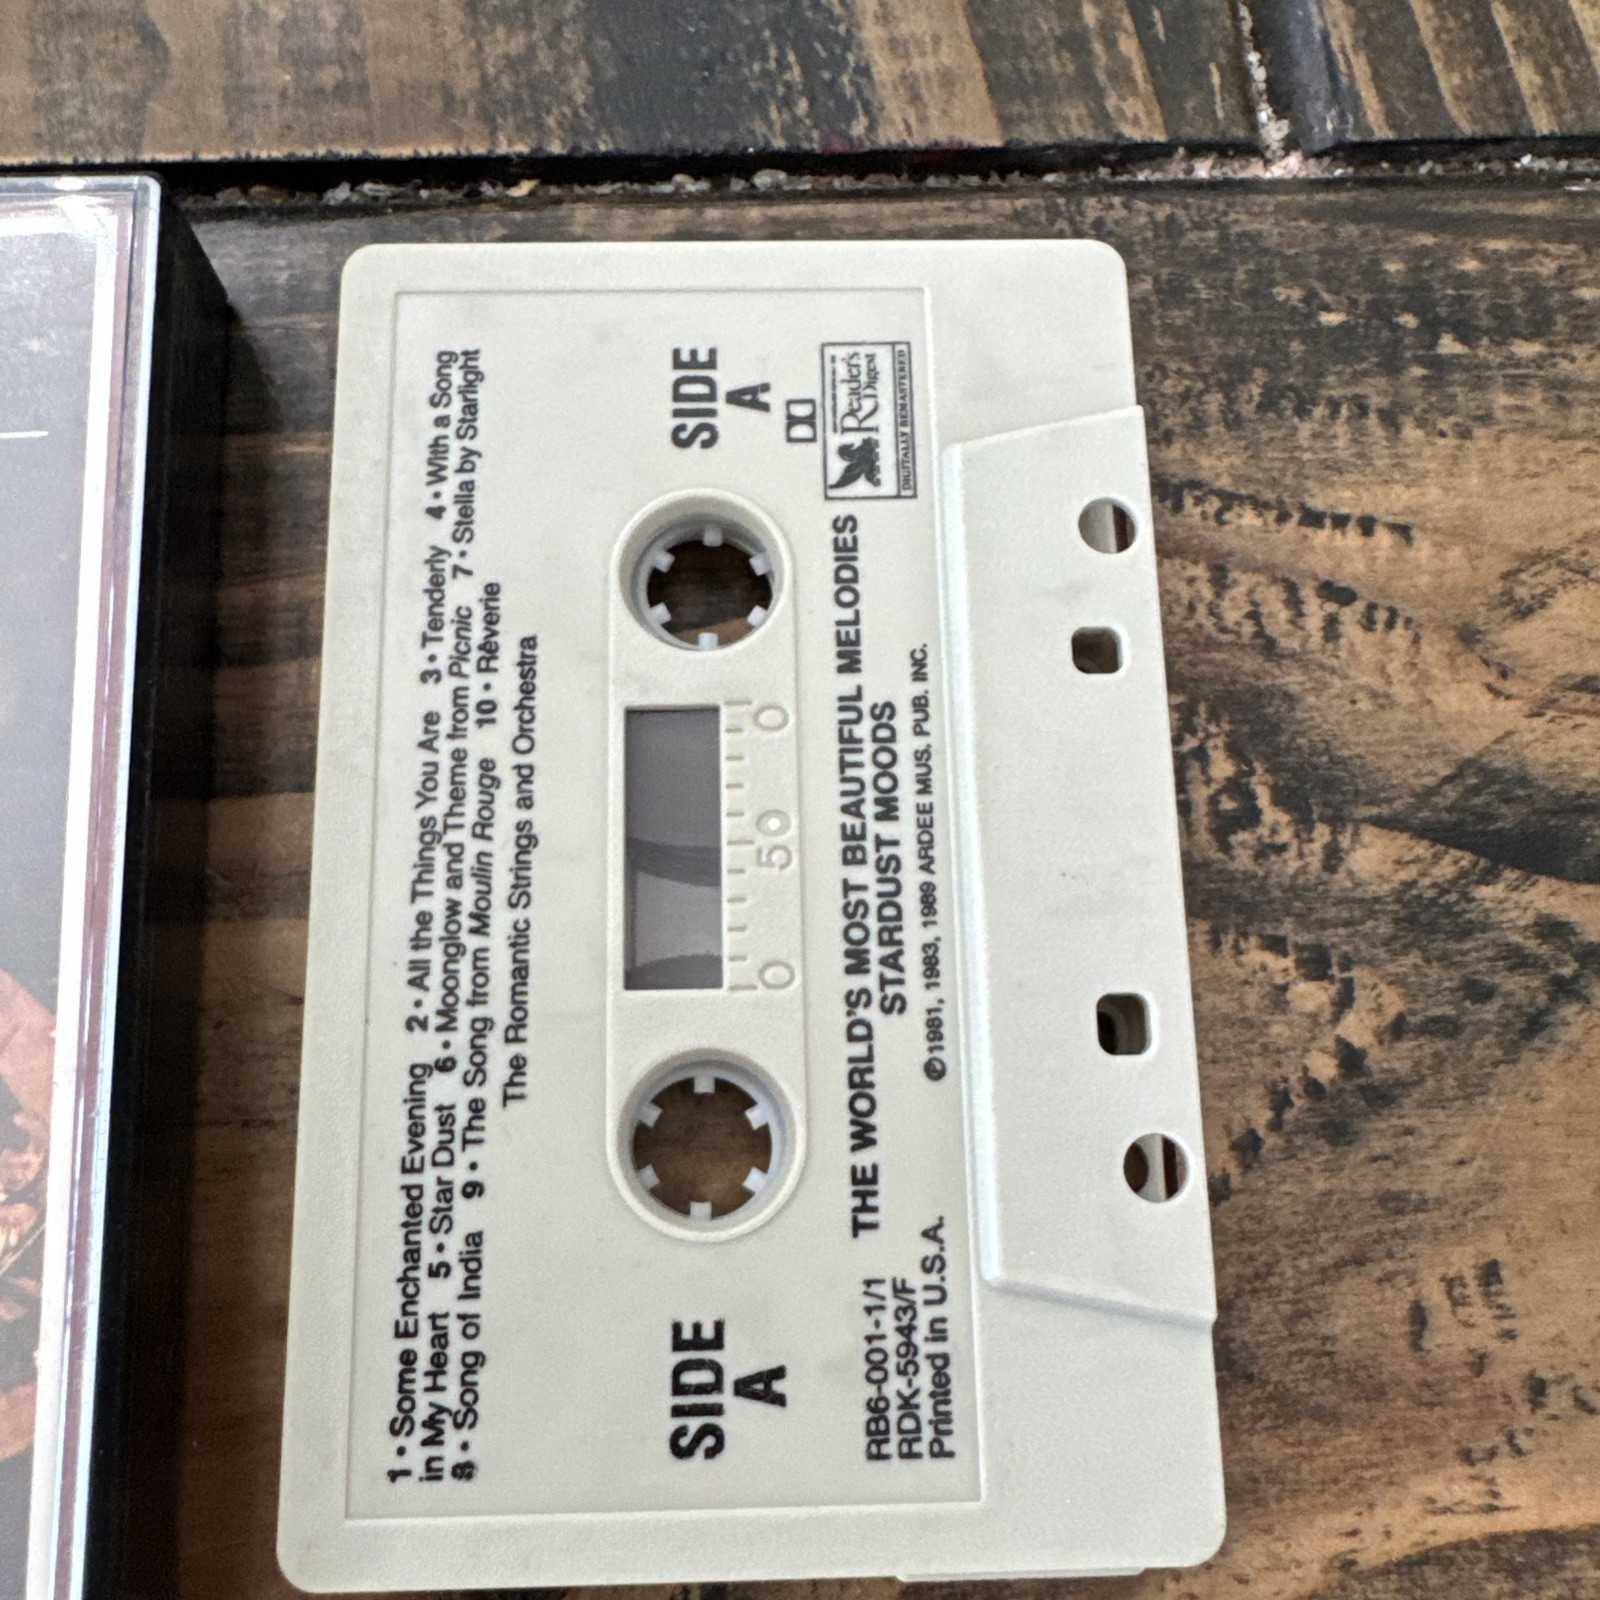 1 • Some Enchanted Evening 2 • All the Things You Are 3 • Tenderly 4 • With a Song
in My Heart 5 • Star Dust 6 • Moonglow and Theme from Picnic 7 • Stella by Starlight
8 • Song of India 9 • The Song from Moulin Rouge 10 • Rêverie
The Romantic Strings and Orchestra
SIDE
A
SIDE
A
0 50 0
Reader's
Digest
DIGITALLY REMASTERED
RB6-001-1/1
RDK-5943/F
Printed in U.S.A.
THE WORLD'S MOST BEAUTIFUL MELODIES
STARDUST MOODS
℗1981, 1983, 1989 ARDEE MUS. PUB. INC.